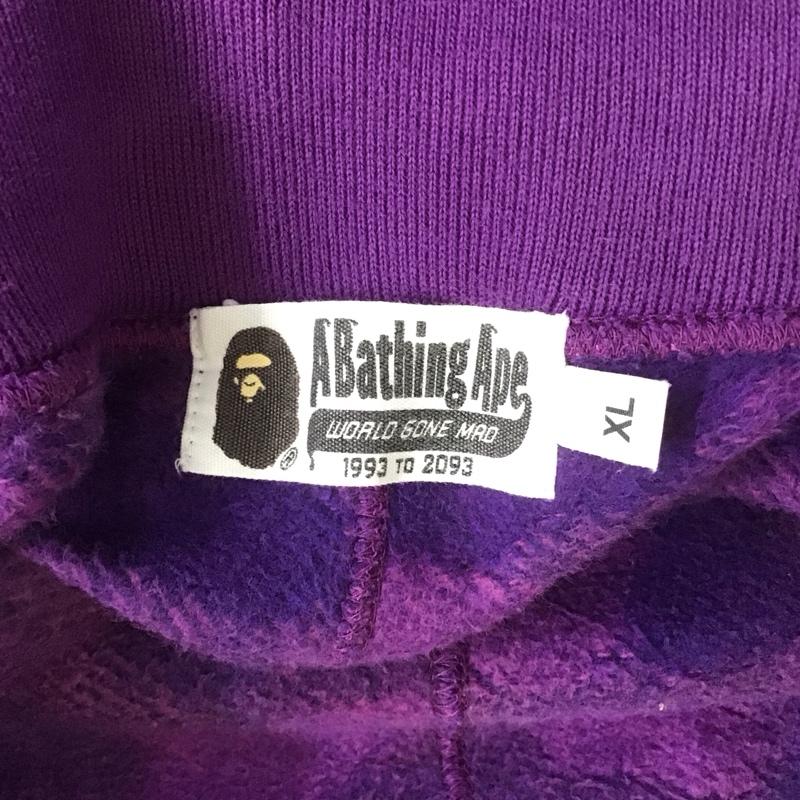 A Bathing Ape
WORLD GONE MAD
1993 TO 2093
®
XL